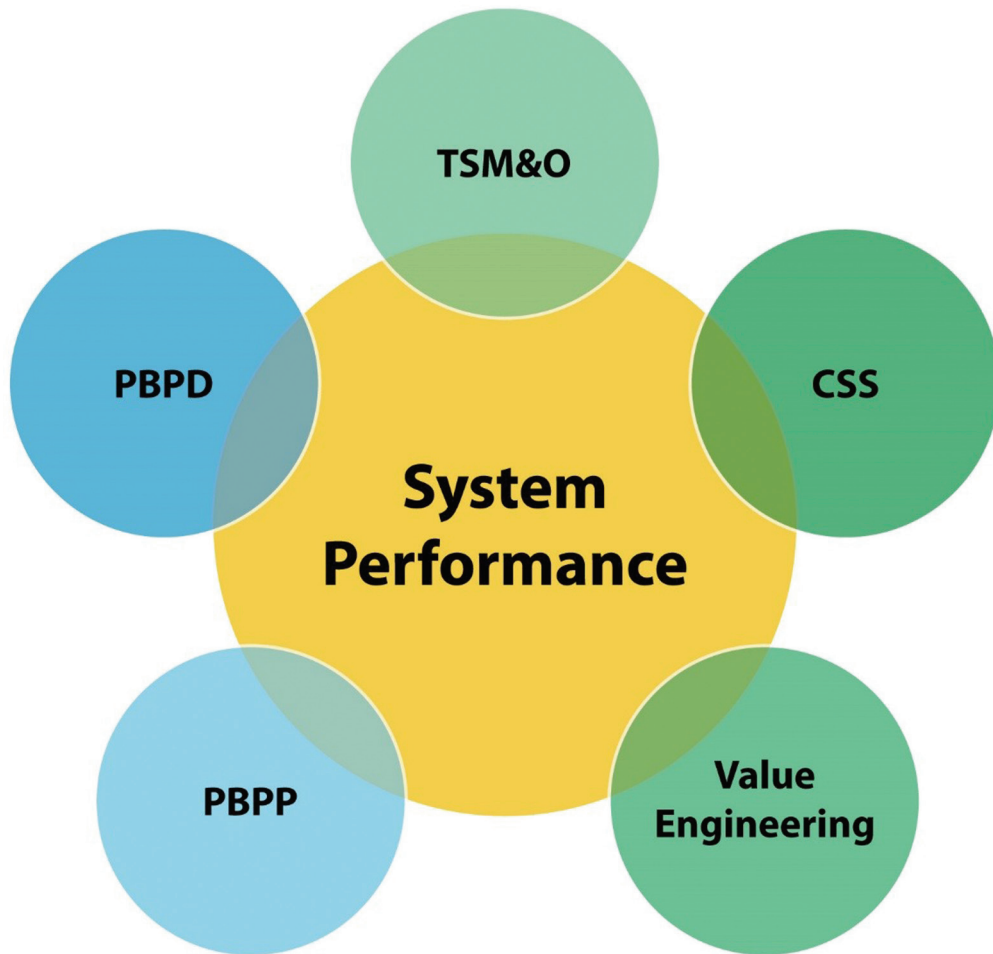 TSM&O
PBPD
CSS
System
Performance
PBPP
Value
Engineering